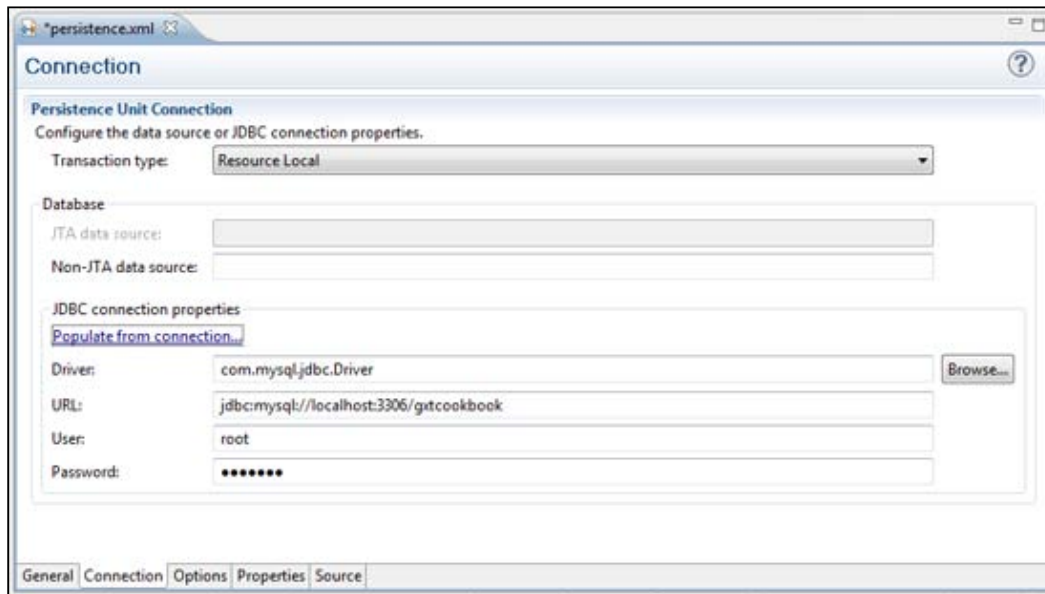 *persistence.xml
Connection
Persistence Unit Connection
Configure the data source or JDBC connection properties.
Transaction type: Resource Local
Database
JTA data source:
Non-JTA data source:
JDBC connection properties
Populate from connection...
Driver: com.mysql.jdbc.Driver Browse...
URL: jdbc:mysql://localhost:3306/gxtcookbook
User: root
Password: •••••••
General Connection Options Properties Source